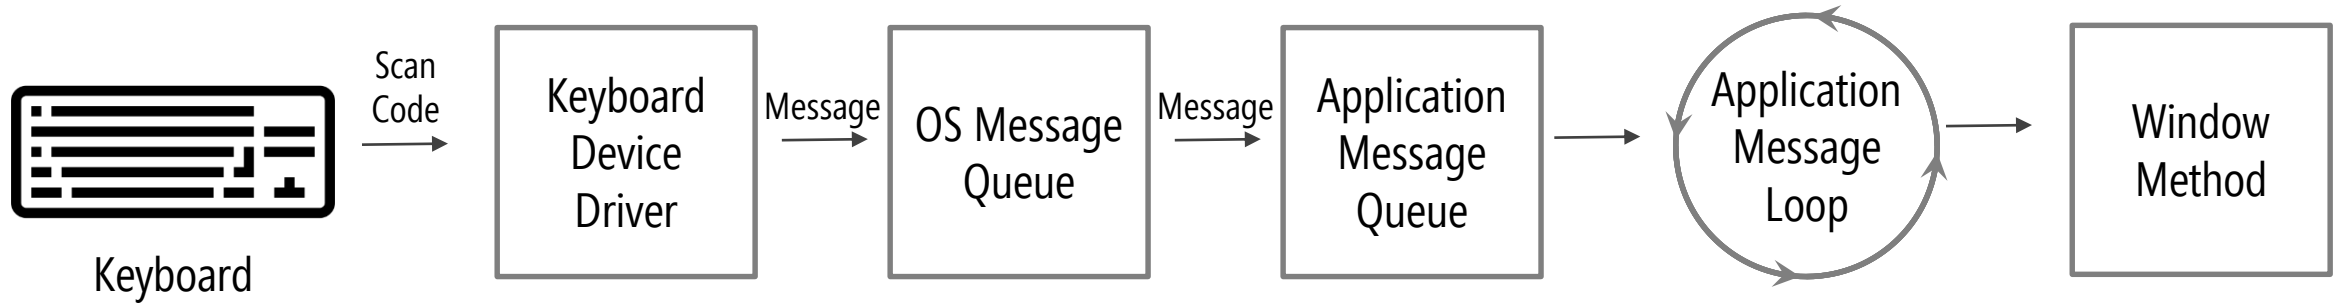 Keyboard
Scan
Code
Keyboard
Device
Driver
Message
OS Message
Queue
Message
Application
Message
Queue
Application
Message
Loop
Window
Method